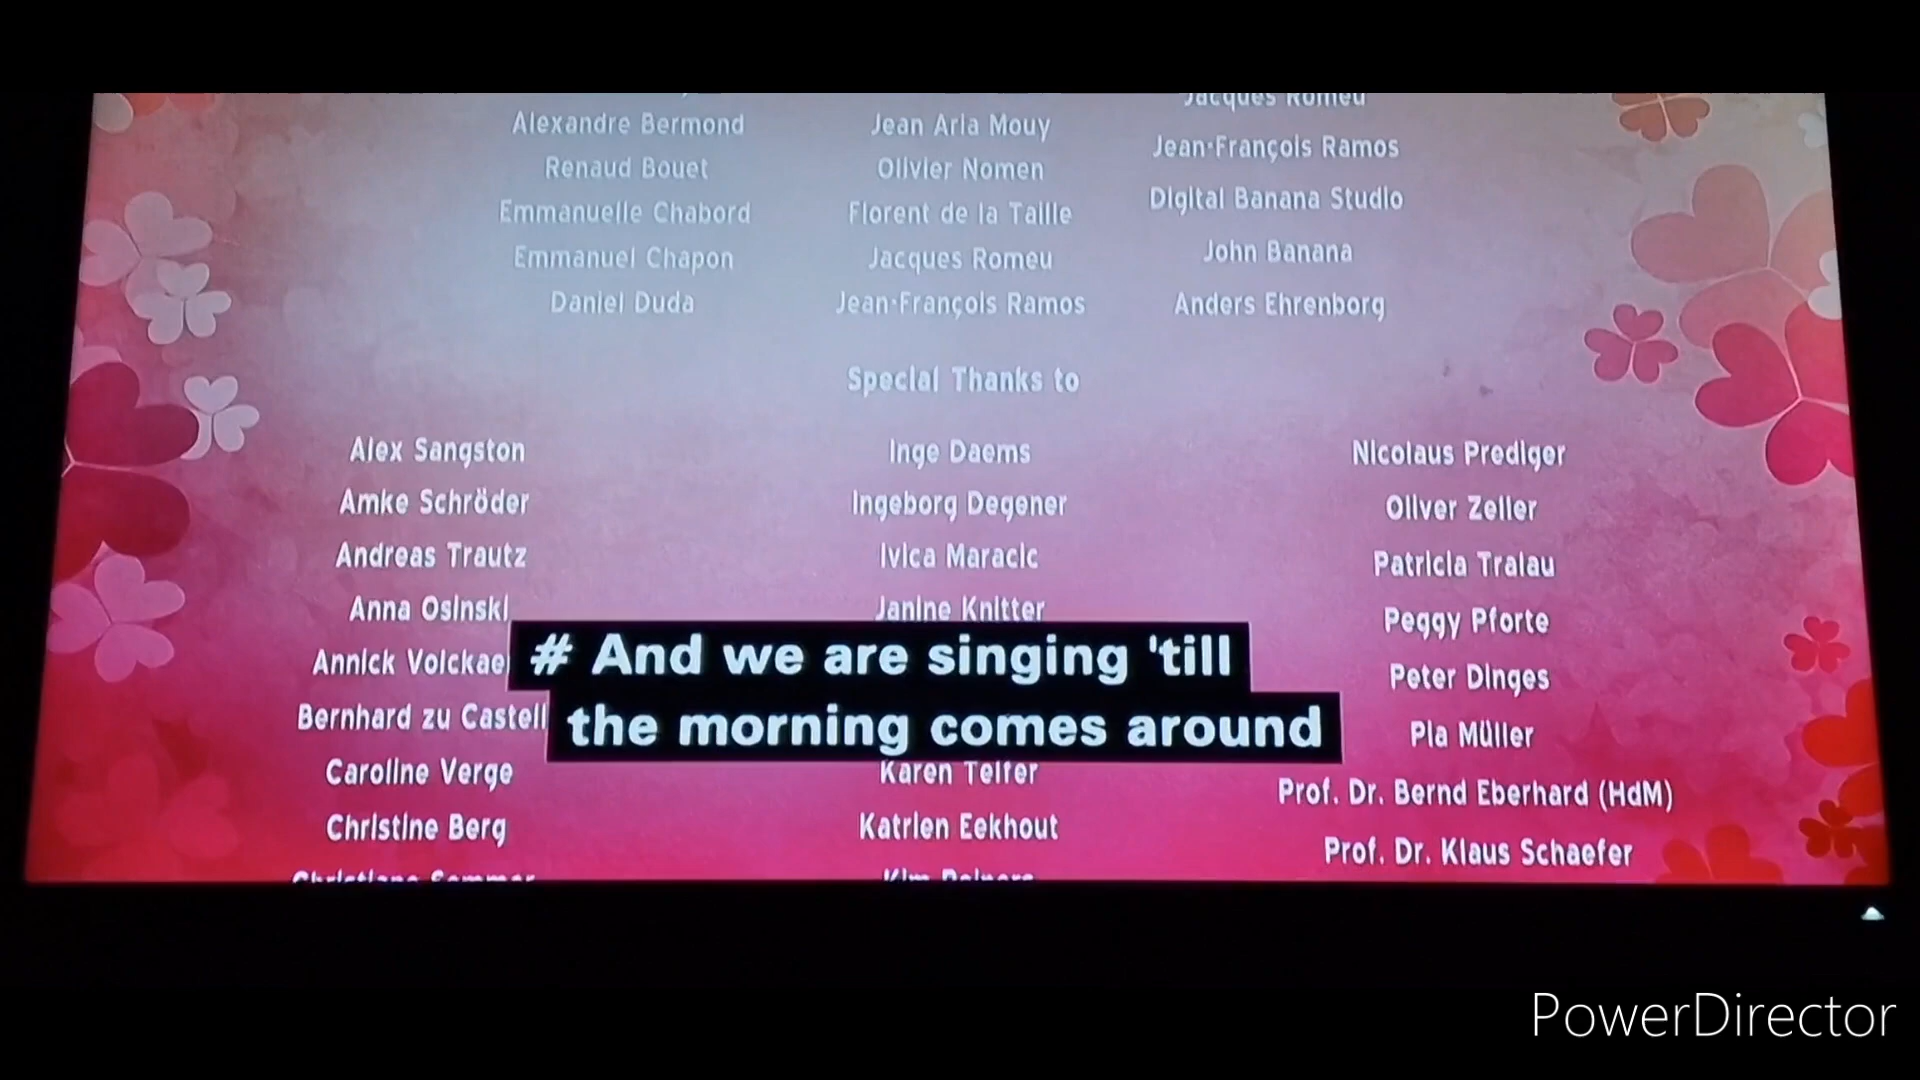 Alexandre Bermond
Renaud Bouet
Emmanuelle Chabord
Emmanuel Chapon
Daniel Duda
Jean Aria Mouy
Olivier Nomen
Florent de la Taille
Jacques Romeu
Jean-François Ramos
Jacques Romeu
Jean-François Ramos
Digital Banana Studio
John Banana
Anders Ehrenborg
Special Thanks to
Alex Sangston
Amke Schröder
Andreas Trautz
Anna Osinski
Annick Volckae
Bernhard zu Castell
Caroline Verge
Christine Berg
Inge Daems
Ingeborg Degener
Ivica Maracic
Janine Knitter
Karen Telfer
Katrien Eekhout
Nicolaus Prediger
Oliver Zeller
Patricia Tralau
Peggy Pforte
Peter Dinges
Pia Müller
Prof. Dr. Bernd Eberhard (HdM)
Prof. Dr. Klaus Schaefer
# And we are singing 'till
the morning comes around
PowerDirector